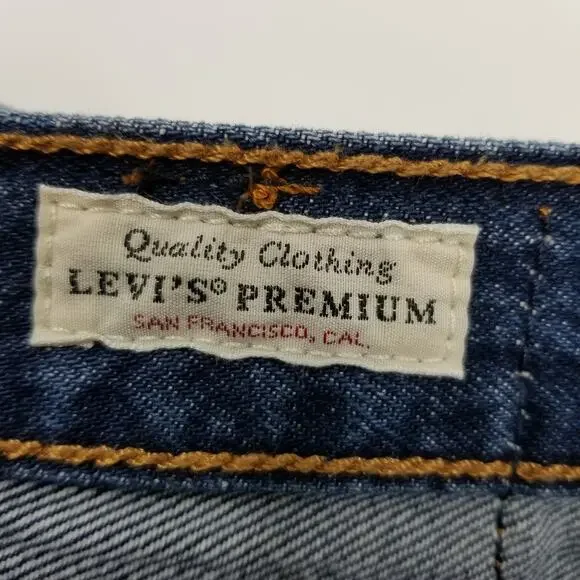 Quality Clothing
LEVI'S® PREMIUM
SAN FRANCISCO, CAL.